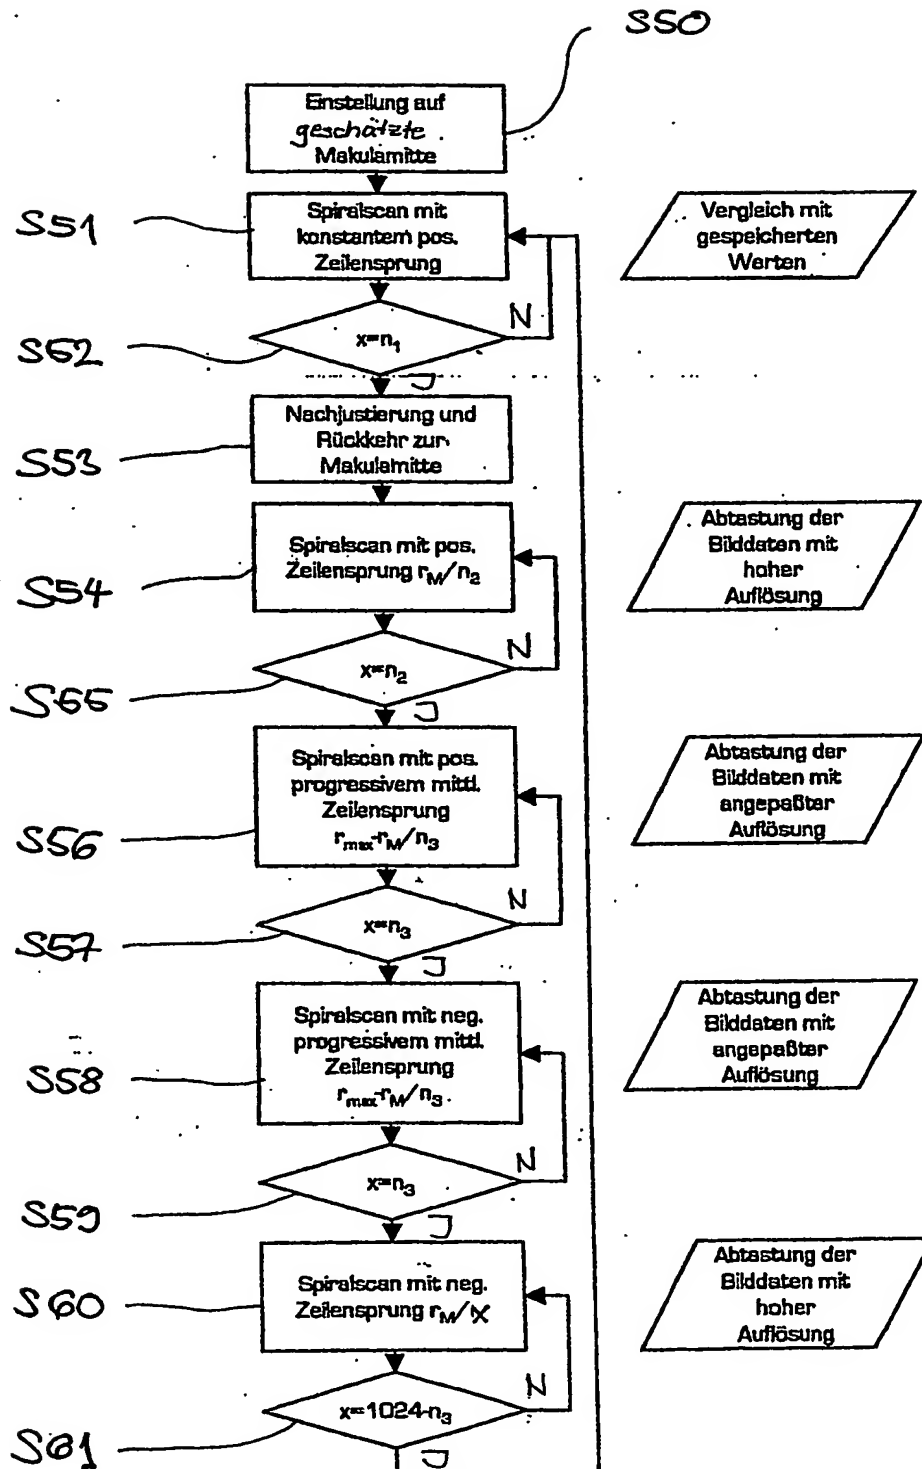 S50
Einstellung auf
geschätzte
Makulamitte
S51
Spiralscan mit
konstantem pos.
Zeilensprung
Vergleich mit
gespeicherten
Werten
S52
x=n1
N
J
S53
Nachjustierung und
Rückkehr zur
Makulamitte
S54
Spiralscan mit pos.
Zeilensprung rM/n2
Abtastung der
Bilddaten mit
hoher
Auflösung
S55
x=n2
N
J
S56
Spiralscan mit pos.
progressivem mittl.
Zeilensprung
rmax-rM/n3
Abtastung der
Bilddaten mit
angepaßter
Auflösung
S57
x=n3
N
J
S58
Spiralscan mit neg.
progressivem mittl.
Zeilensprung
rmax-rM/n3
Abtastung der
Bilddaten mit
angepaßter
Auflösung
S59
x=n3
N
J
S60
Spiralscan mit neg.
Zeilensprung rM/x
Abtastung der
Bilddaten mit
hoher
Auflösung
S61
x=1024-n3
N
J